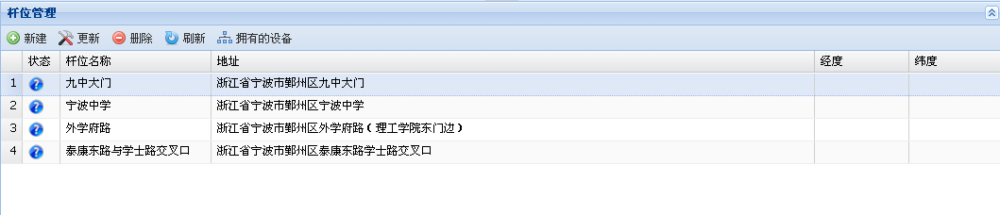 杆位管理
新建 更新 删除 刷新 拥有的设备
状态 杆位名称 地址 经度 纬度
1 九中大门 浙江省宁波市鄞州区九中大门
2 宁波中学 浙江省宁波市鄞州区宁波中学
3 外学府路 浙江省宁波市鄞州区外学府路(理工学院东门边)
4 泰康东路与学士路交叉口 浙江省宁波市鄞州区泰康东路学士路交叉口